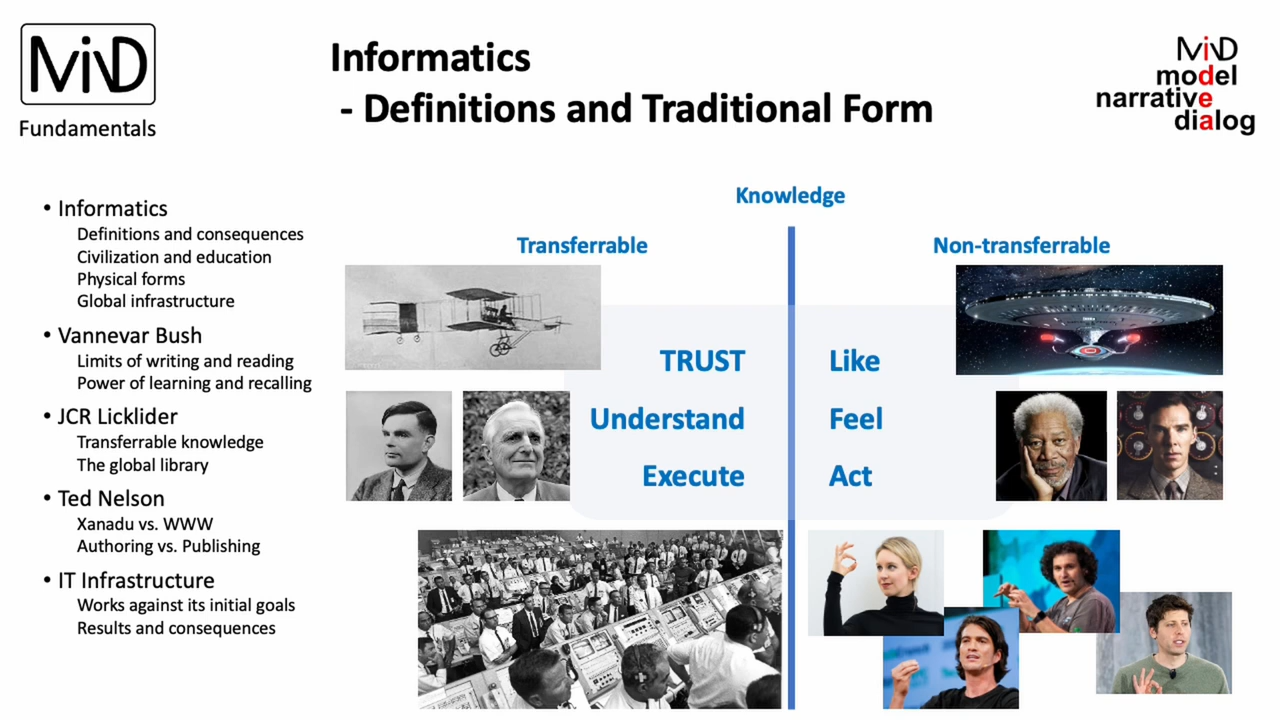 MiND
Fundamentals
Informatics
- Definitions and Traditional Form
MiND
model
narrative
dialog
• Informatics
Definitions and consequences
Civilization and education
Physical forms
Global infrastructure
• Vannevar Bush
Limits of writing and reading
Power of learning and recalling
• JCR Licklider
Transferrable knowledge
The global library
• Ted Nelson
Xanadu vs. WWW
Authoring vs. Publishing
• IT Infrastructure
Works against its initial goals
Results and consequences
Knowledge
Transferrable
Non-transferrable
TRUST
Like
Understand
Feel
Execute
Act